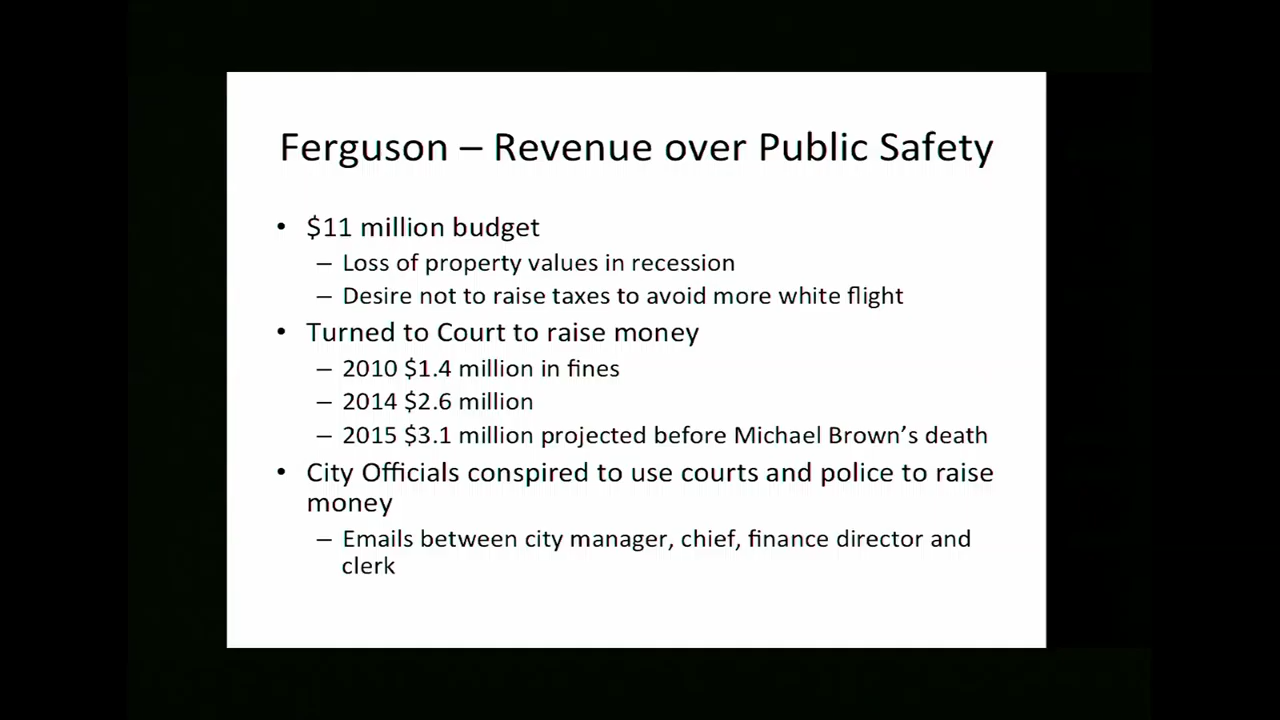 Ferguson – Revenue over Public Safety
• $11 million budget
– Loss of property values in recession
– Desire not to raise taxes to avoid more white flight
• Turned to Court to raise money
– 2010 $1.4 million in fines
– 2014 $2.6 million
– 2015 $3.1 million projected before Michael Brown’s death
• City Officials conspired to use courts and police to raise
money
– Emails between city manager, chief, finance director and
clerk